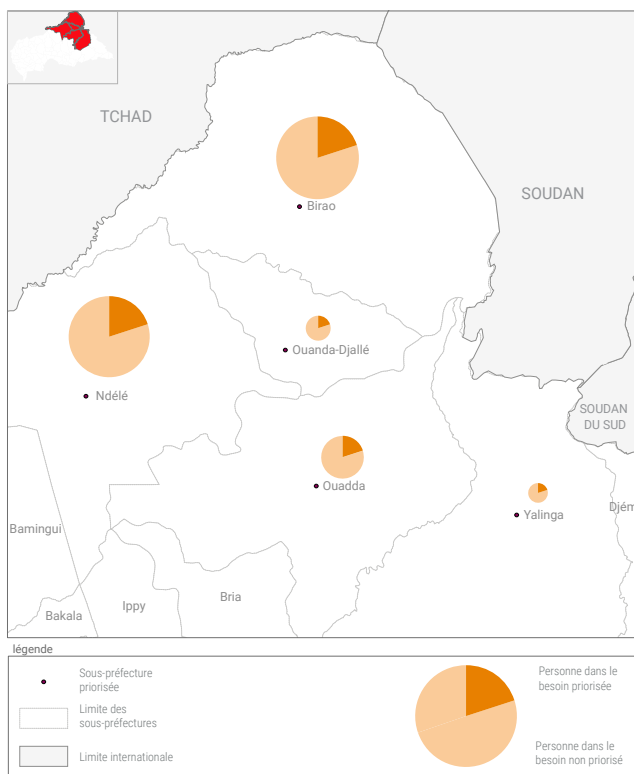 TCHAD
SOUDAN
Birao
Ouanda-Djallé
Ndélé
SOUDAN
DU SUD
Ouadda
Yalinga
Djém
Bamingui
Bria
Ippy
Bakala
légende
Sous-préfecture
priorisée
Limite des
sous-préfectures
Limite internationale
Personne dans le
besoin priorisée
Personne dans le
besoin non priorisé